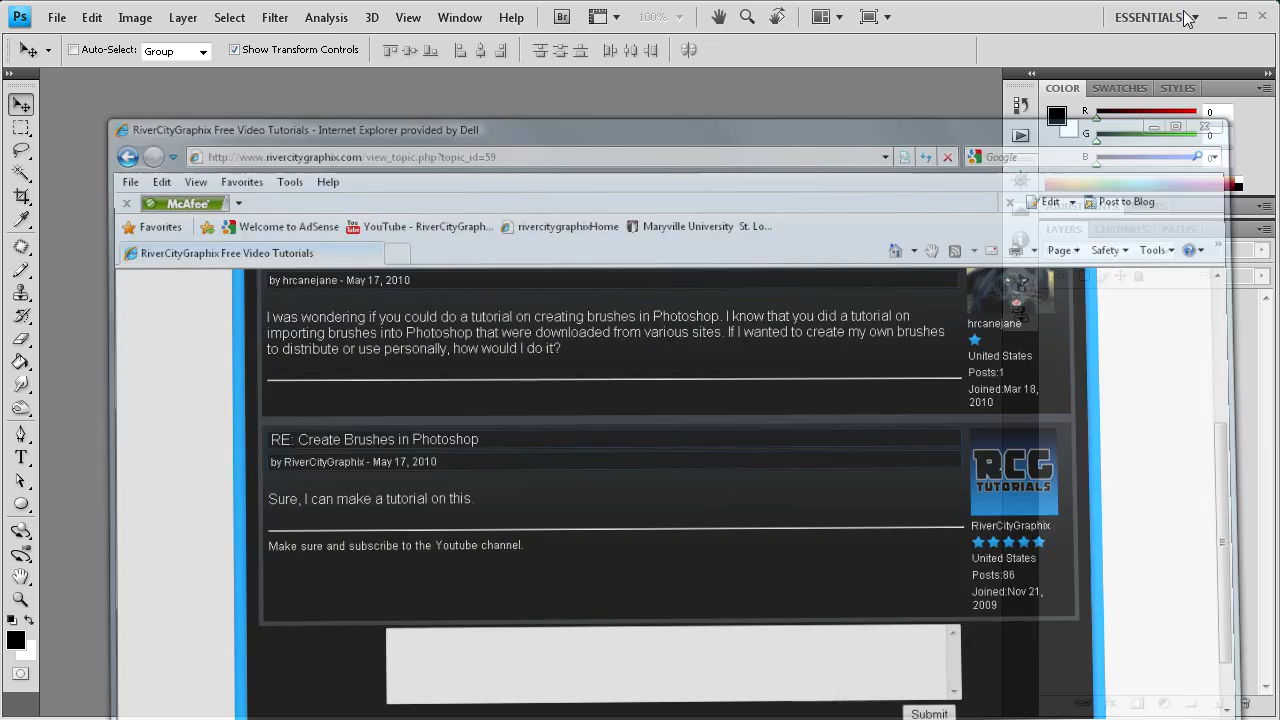 Ps File Edit Image Layer Select Filter Analysis 3D View Window Help Br 100% ESSENTIALS
Auto-Select: Group Show Transform Controls
COLOR SWATCHES STYLES
R 0
G 0
B 0
RiverCityGraphix Free Video Tutorials - Internet Explorer provided by Dell
http://www.rivercitygraphix.com/view_topic.php?topic_id=59 Google
File Edit View Favorites Tools Help
McAfee Edit Post to Blog
Favorites Welcome to AdSense YouTube - RiverCityGraph... rivercitygraphixHome Maryville University St. Lo...
LAYERS CHANNELS PATHS
RiverCityGraphix Free Video Tutorials Page Safety Tools
by hrcanejane - May 17, 2010
I was wondering if you could do a tutorial on creating brushes in Photoshop. I know that you did a tutorial on
importing brushes into Photoshop that were downloaded from various sites. If I wanted to create my own brushes
to distribute or use personally, how would I do it?
hrcanejane
United States
Posts:1
Joined:Mar 18,
2010
RE: Create Brushes in Photoshop
by RiverCityGraphix - May 17, 2010
Sure, I can make a tutorial on this.
Make sure and subscribe to the Youtube channel.
RCG
TUTORIALS
RiverCityGraphix
United States
Posts:86
Joined:Nov 21,
2009
Submit